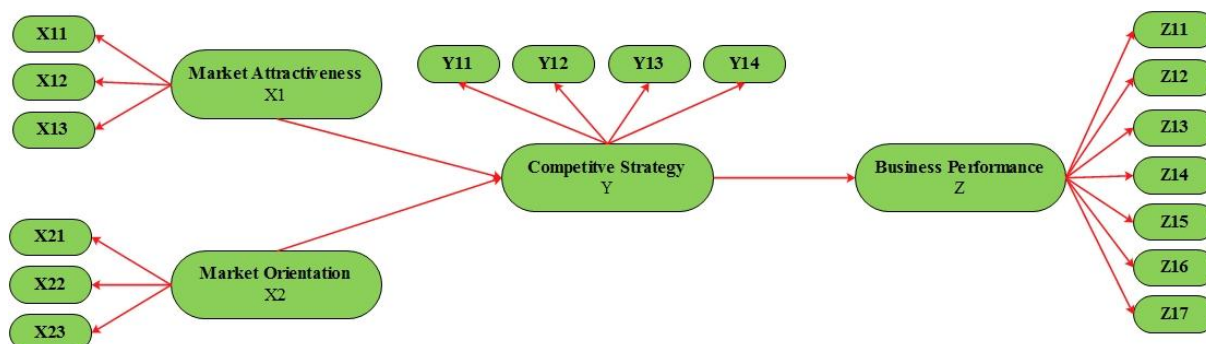 X11
X12
X13
Market Attractiveness
X1
X21
X22
X23
Market Orientation
X2
Y11
Y12
Y13
Y14
Competitve Strategy
Y
Business Performance
Z
Z11
Z12
Z13
Z14
Z15
Z16
Z17